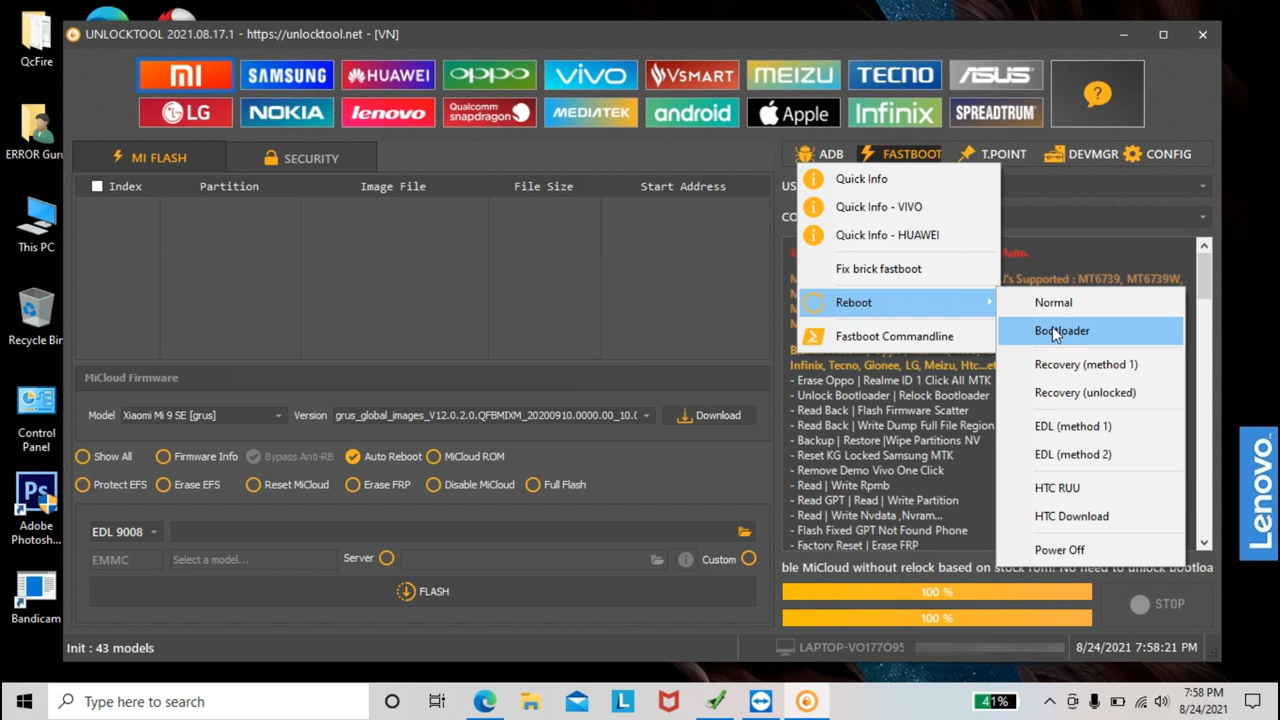 QcFire
ERROR Guru
This PC
Recycle Bin
Control
Panel
Ps
Adobe
Photosh...
Bandicam
UNLOCKTOOL 2021.08.17.1 - https://unlocktool.net - [VN]
MI
SAMSUNG
HUAWEI
OPPO
VIVO
VSMART
MEIZU
TECNO
ASUS
?
LG
NOKIA
lenovo
Qualcomm
snapdragon
MEDIATEK
android
Apple
Infinix
SPREADTRUM
MI FLASH
SECURITY
Index Partition Image File File Size Start Address
MiCloud Firmware
Model Xiaomi Mi 9 SE [grus] Version grus_global_images_V12.0.2.0.QFBMIXM_20200910.0000.00_10.0 Download
Show All Firmware Info Bypass Anti-RB Auto Reboot MiCloud ROM
Protect EFS Erase EFS Reset MiCloud Erase FRP Disable MiCloud Full Flash
EDL 9008
EMMC Select a model... Server Custom
FLASH
Init : 43 models
ADB FASTBOOT T.POINT DEVMGR CONFIG
US
CO
Quick Info
Quick Info - VIVO
Quick Info - HUAWEI
Fix brick fastboot
Reboot
Fastboot Commandline
Normal
Bootloader
Recovery (method 1)
Recovery (unlocked)
EDL (method 1)
EDL (method 2)
HTC RUU
HTC Download
Power Off
Auto.
's Supported : MT6739, MT6739W,
Infinix, Tecno, Gionee, LG, Meizu, Htc...et
- Erase Oppo | Realme ID 1 Click All MTK
- Unlock Bootloader | Relock Bootloader
- Read Back | Flash Firmware Scatter
- Read Back | Write Dump Full File Region
- Backup | Restore |Wipe Partitions NV
- Reset KG Locked Samsung MTK
- Remove Demo Vivo One Click
- Read | Write Rpmb
- Read GPT | Read | Write Partition
- Read | Write Nvdata ,Nvram...
- Flash Fixed GPT Not Found Phone
- Factory Reset | Erase FRP
ble MiCloud without relock based on stock rom! No need to unlock bootloa
100 %
100 %
STOP
LAPTOP-VO177O95 8/24/2021 7:58:21 PM
Lenovo
Type here to search
41%
7:58 PM
8/24/2021